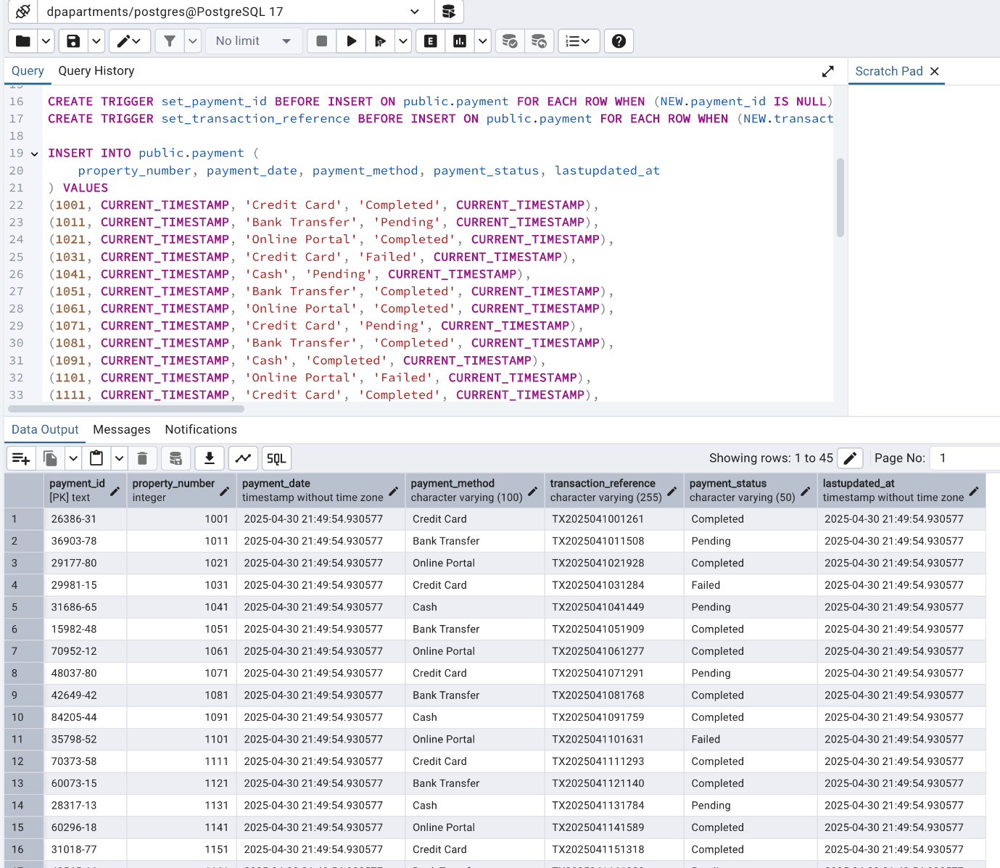 dpapartments/postgres@PostgreSQL 17
No limit
E
Query Query History
Scratch Pad
16 CREATE TRIGGER set_payment_id BEFORE INSERT ON public.payment FOR EACH ROW WHEN (NEW.payment_id IS NULL)
17 CREATE TRIGGER set_transaction_reference BEFORE INSERT ON public.payment FOR EACH ROW WHEN (NEW.transact
18
19 INSERT INTO public.payment (
20 property_number, payment_date, payment_method, payment_status, lastupdated_at
21 ) VALUES
22 (1001, CURRENT_TIMESTAMP, 'Credit Card', 'Completed', CURRENT_TIMESTAMP),
23 (1011, CURRENT_TIMESTAMP, 'Bank Transfer', 'Pending', CURRENT_TIMESTAMP),
24 (1021, CURRENT_TIMESTAMP, 'Online Portal', 'Completed', CURRENT_TIMESTAMP),
25 (1031, CURRENT_TIMESTAMP, 'Credit Card', 'Failed', CURRENT_TIMESTAMP),
26 (1041, CURRENT_TIMESTAMP, 'Cash', 'Pending', CURRENT_TIMESTAMP),
27 (1051, CURRENT_TIMESTAMP, 'Bank Transfer', 'Completed', CURRENT_TIMESTAMP),
28 (1061, CURRENT_TIMESTAMP, 'Online Portal', 'Completed', CURRENT_TIMESTAMP),
29 (1071, CURRENT_TIMESTAMP, 'Credit Card', 'Pending', CURRENT_TIMESTAMP),
30 (1081, CURRENT_TIMESTAMP, 'Bank Transfer', 'Completed', CURRENT_TIMESTAMP),
31 (1091, CURRENT_TIMESTAMP, 'Cash', 'Completed', CURRENT_TIMESTAMP),
32 (1101, CURRENT_TIMESTAMP, 'Online Portal', 'Failed', CURRENT_TIMESTAMP),
33 (1111, CURRENT_TIMESTAMP, 'Credit Card', 'Completed', CURRENT_TIMESTAMP),
Data Output Messages Notifications
SQL Showing rows: 1 to 45 Page No: 1
payment_id property_number payment_date payment_method transaction_reference payment_status lastupdated_at
[PK] text integer timestamp without time zone character varying (100) character varying (255) character varying (50) timestamp without time zone
1 26386-31 1001 2025-04-30 21:49:54.930577 Credit Card TX2025041001261 Completed 2025-04-30 21:49:54.930577
2 36903-78 1011 2025-04-30 21:49:54.930577 Bank Transfer TX2025041011508 Pending 2025-04-30 21:49:54.930577
3 29177-80 1021 2025-04-30 21:49:54.930577 Online Portal TX2025041021928 Completed 2025-04-30 21:49:54.930577
4 29981-15 1031 2025-04-30 21:49:54.930577 Credit Card TX2025041031284 Failed 2025-04-30 21:49:54.930577
5 31686-65 1041 2025-04-30 21:49:54.930577 Cash TX2025041041449 Pending 2025-04-30 21:49:54.930577
6 15982-48 1051 2025-04-30 21:49:54.930577 Bank Transfer TX2025041051909 Completed 2025-04-30 21:49:54.930577
7 70952-12 1061 2025-04-30 21:49:54.930577 Online Portal TX2025041061277 Completed 2025-04-30 21:49:54.930577
8 48037-80 1071 2025-04-30 21:49:54.930577 Credit Card TX2025041071291 Pending 2025-04-30 21:49:54.930577
9 42649-42 1081 2025-04-30 21:49:54.930577 Bank Transfer TX2025041081768 Completed 2025-04-30 21:49:54.930577
10 84205-44 1091 2025-04-30 21:49:54.930577 Cash TX2025041091759 Completed 2025-04-30 21:49:54.930577
11 35798-52 1101 2025-04-30 21:49:54.930577 Online Portal TX2025041101631 Failed 2025-04-30 21:49:54.930577
12 70373-58 1111 2025-04-30 21:49:54.930577 Credit Card TX2025041111293 Completed 2025-04-30 21:49:54.930577
13 60073-15 1121 2025-04-30 21:49:54.930577 Bank Transfer TX2025041121140 Completed 2025-04-30 21:49:54.930577
14 28317-13 1131 2025-04-30 21:49:54.930577 Cash TX2025041131784 Pending 2025-04-30 21:49:54.930577
15 60296-18 1141 2025-04-30 21:49:54.930577 Online Portal TX2025041141589 Completed 2025-04-30 21:49:54.930577
16 31018-77 1151 2025-04-30 21:49:54.930577 Credit Card TX2025041151318 Completed 2025-04-30 21:49:54.930577